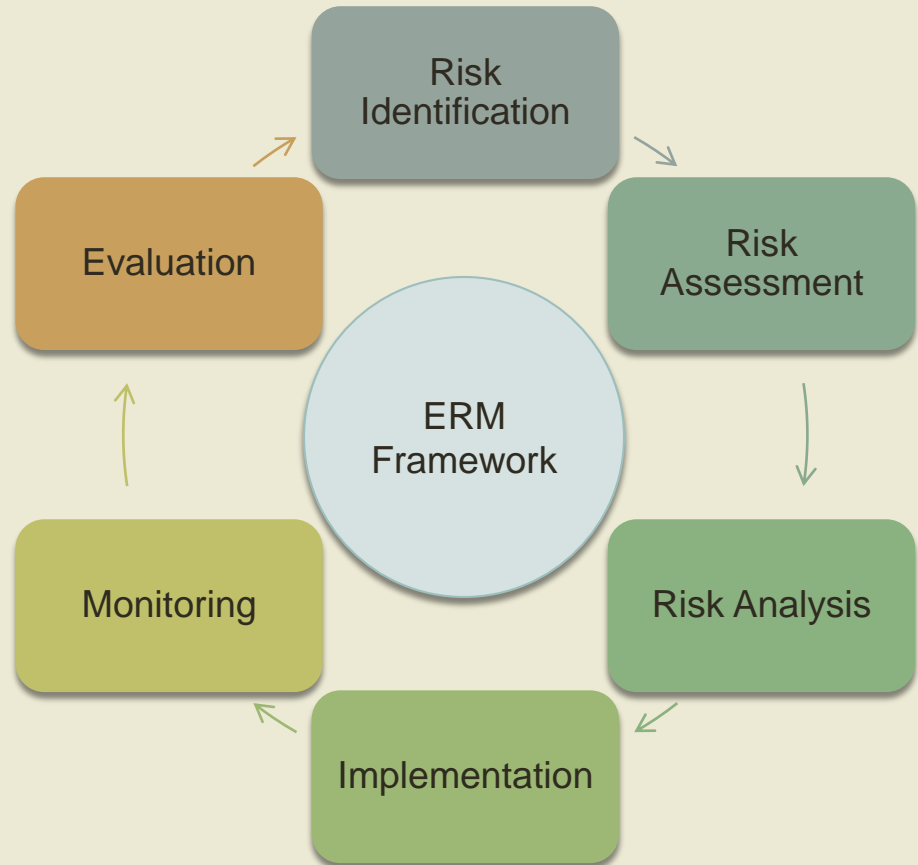 Risk
Identification
Risk
Assessment
Risk Analysis
Implementation
Monitoring
Evaluation
ERM
Framework